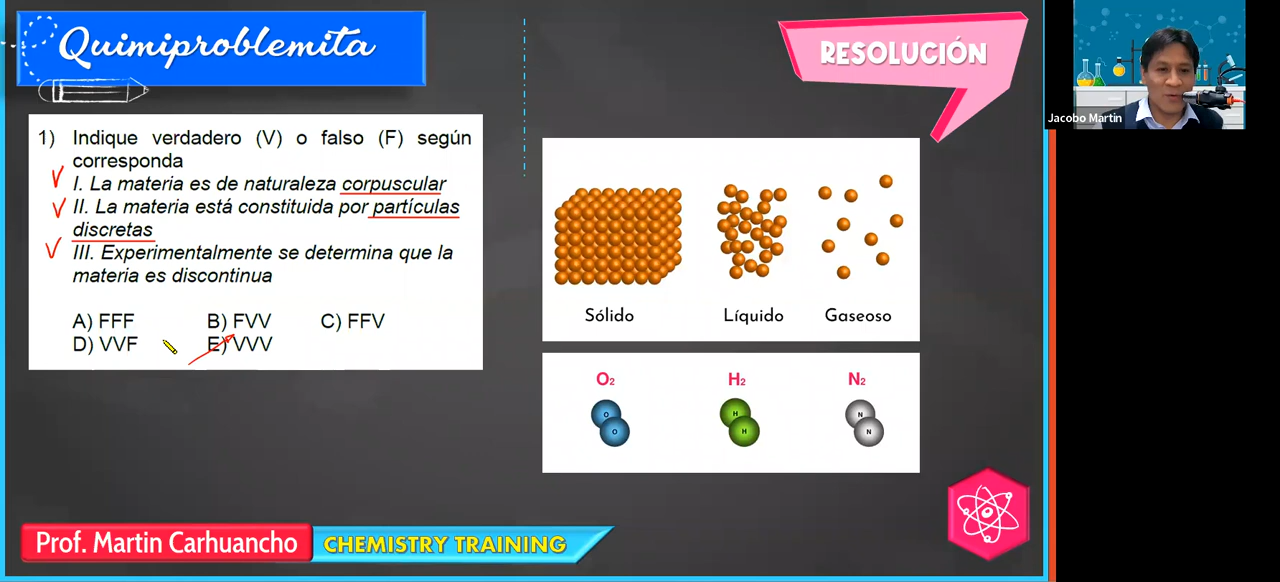 Quimiproblemita
RESOLUCIÓN
Jacobo Martin
1) Indique verdadero (V) o falso (F) según
corresponda
I. La materia es de naturaleza corpuscular
II. La materia está constituida por partículas
discretas
III. Experimentalmente se determina que la
materia es discontinua
A) FFF B) FVV C) FFV
D) VVF E) VVV
Sólido Líquido Gaseoso
O₂ H₂ N₂
O H N
O H N
Prof. Martin Carhuancho CHEMISTRY TRAINING